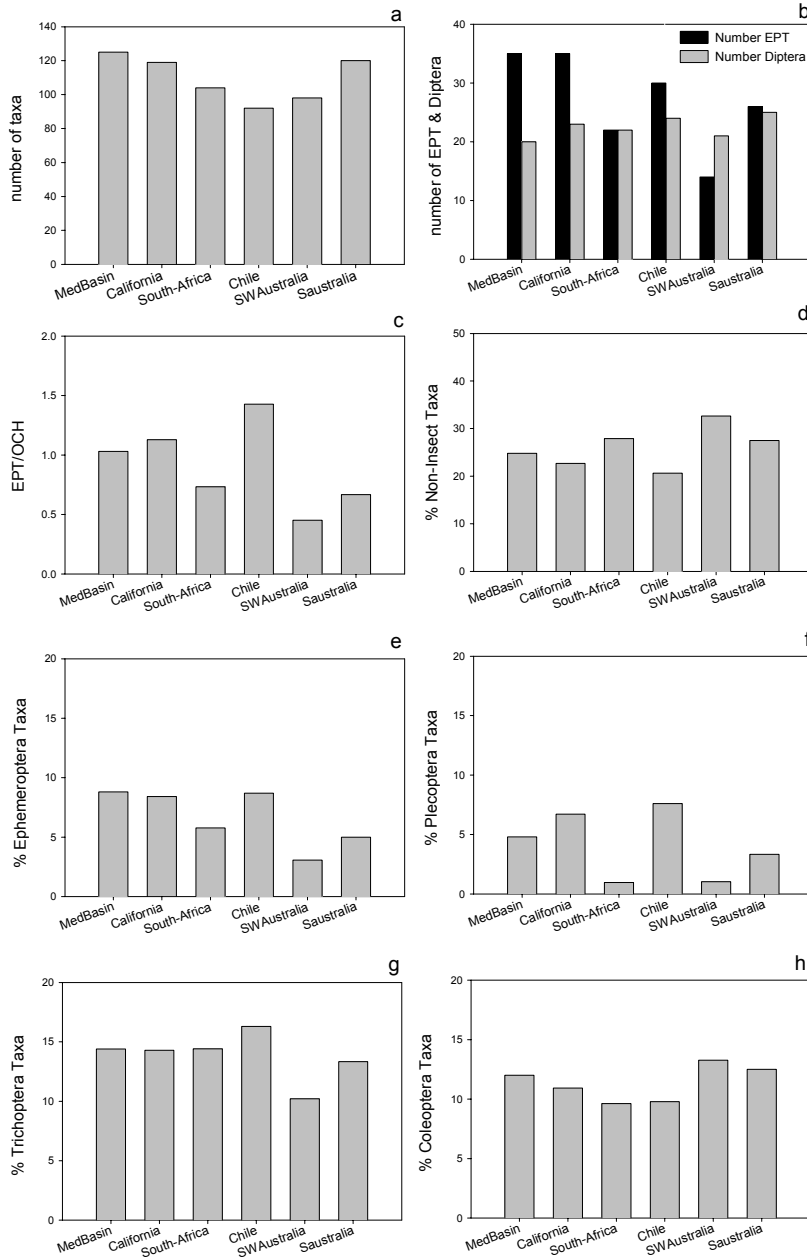 a
number of taxa
140
120
100
80
60
40
20
0
MedBasin
California
South-Africa
Chile
SWAustralia
Saustralia
b
Number EPT
Number Diptera
number of EPT & Diptera
40
30
20
10
0
MedBasin
California
South-Africa
Chile
SWAustralia
Saustralia
c
EPT/OCH
2.0
1.5
1.0
0.5
0.0
MedBasin
California
South-Africa
Chile
SWAustralia
Saustralia
d
% Non-Insect Taxa
50
40
30
20
10
0
MedBasin
California
South-Africa
Chile
SWAustralia
Saustralia
e
% Ephemeroptera Taxa
20
15
10
5
0
MedBasin
California
South-Africa
Chile
SWAustralia
Saustralia
f
% Plecoptera Taxa
20
15
10
5
0
MedBasin
California
South-Africa
Chile
SWAustralia
Saustralia
g
% Trichoptera Taxa
20
15
10
5
0
MedBasin
California
South-Africa
Chile
SWAustralia
Saustralia
h
% Coleoptera Taxa
20
15
10
5
0
MedBasin
California
South-Africa
Chile
SWAustralia
Saustralia